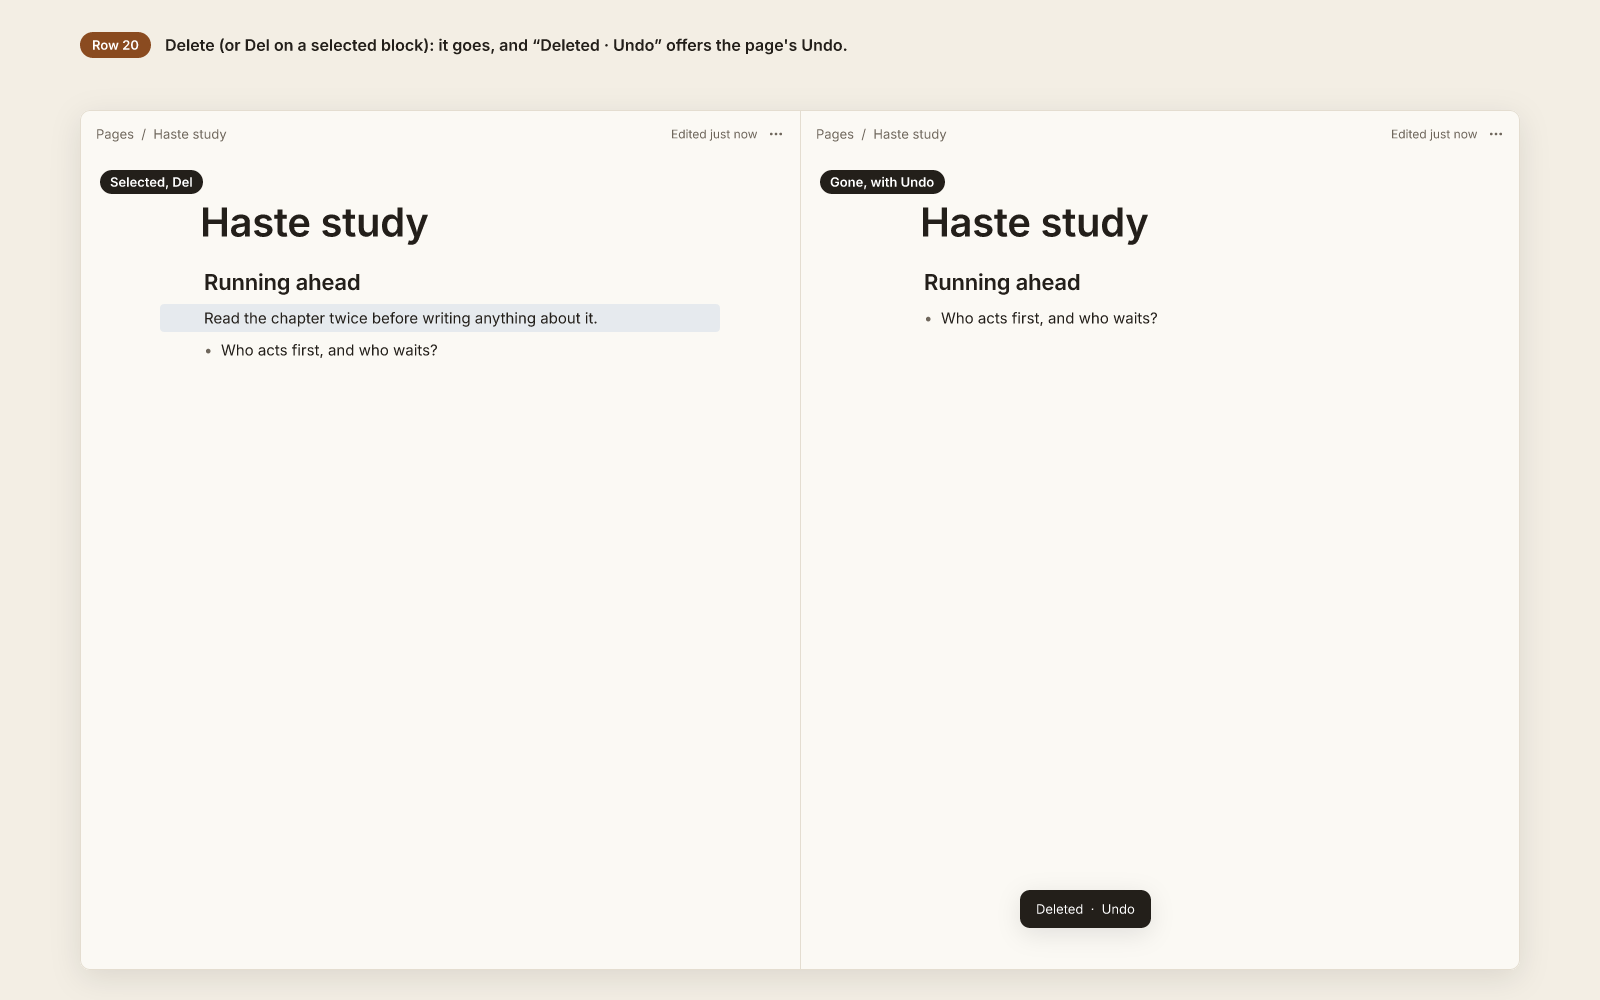 Row 20
Delete (or Del on a selected block): it goes, and “Deleted · Undo” offers the page's Undo.
Pages / Haste study
Edited just now
Selected, Del
Haste study
Running ahead
Read the chapter twice before writing anything about it.
• Who acts first, and who waits?
Pages / Haste study
Edited just now
Gone, with Undo
Haste study
Running ahead
• Who acts first, and who waits?
Deleted · Undo